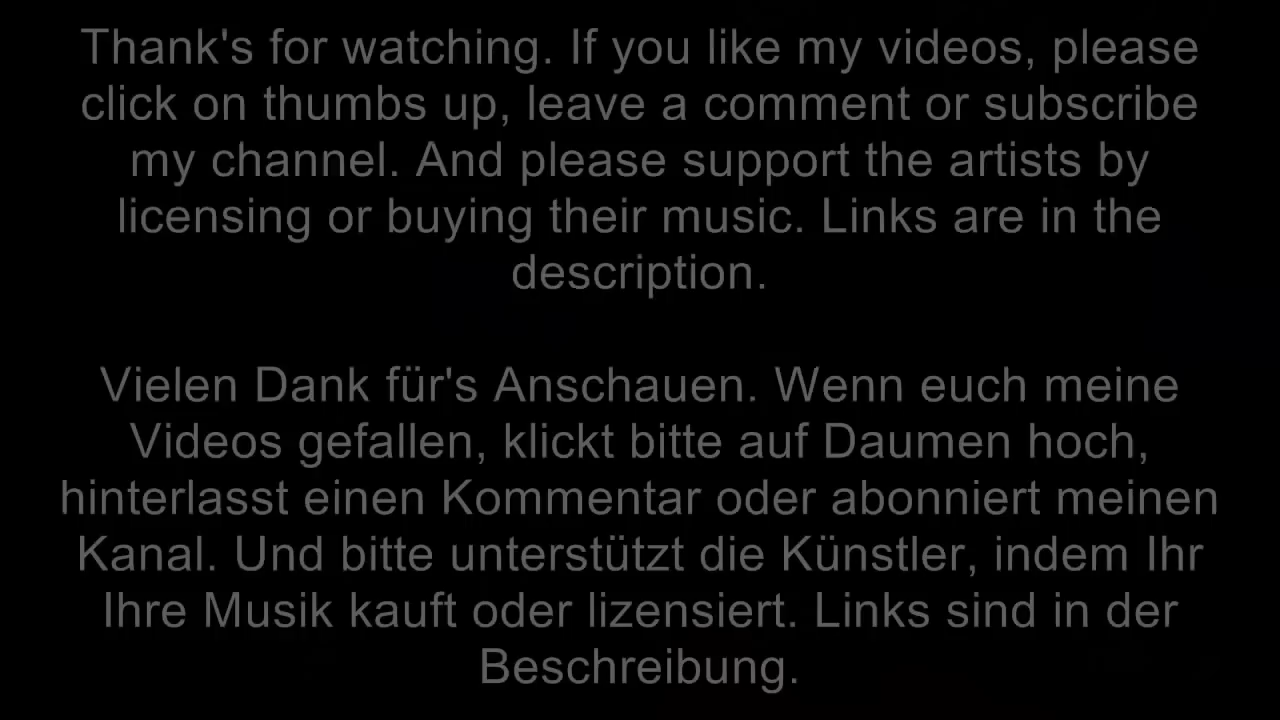 Thank's for watching. If you like my videos, please
click on thumbs up, leave a comment or subscribe
my channel. And please support the artists by
licensing or buying their music. Links are in the
description.
Vielen Dank für's Anschauen. Wenn euch meine
Videos gefallen, klickt bitte auf Daumen hoch,
hinterlasst einen Kommentar oder abonniert meinen
Kanal. Und bitte unterstützt die Künstler, indem Ihr
Ihre Musik kauft oder lizensiert. Links sind in der
Beschreibung.